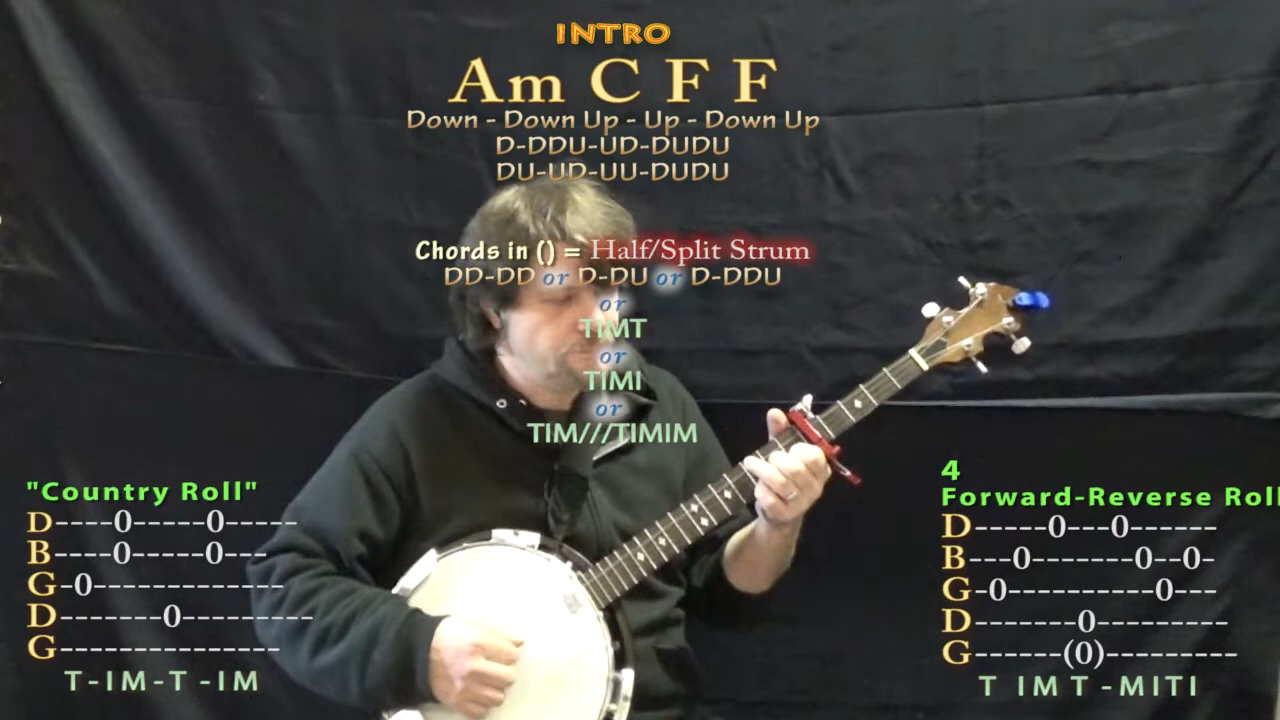 INTRO
Am C F F
Down - Down Up - Up - Down Up
D-DDU-UD-DUDU
DU-UD-UU-DUDU
Chords in () = Half/Split Strum
DD-DD or D-DU or D-DDU
or
TIMT
or
TIMI
or
TIM///TIMIM
"Country Roll"
D----0-----0-----
B----0-----0---
G-0-------------
D-------0---------
G---------------
T-IM-T -IM
4
Forward-Reverse Roll
D-----0---0------
B---0-------0--0-
G-0----------0---
D-------0---------
G------(0)---------
T IM T -MITI